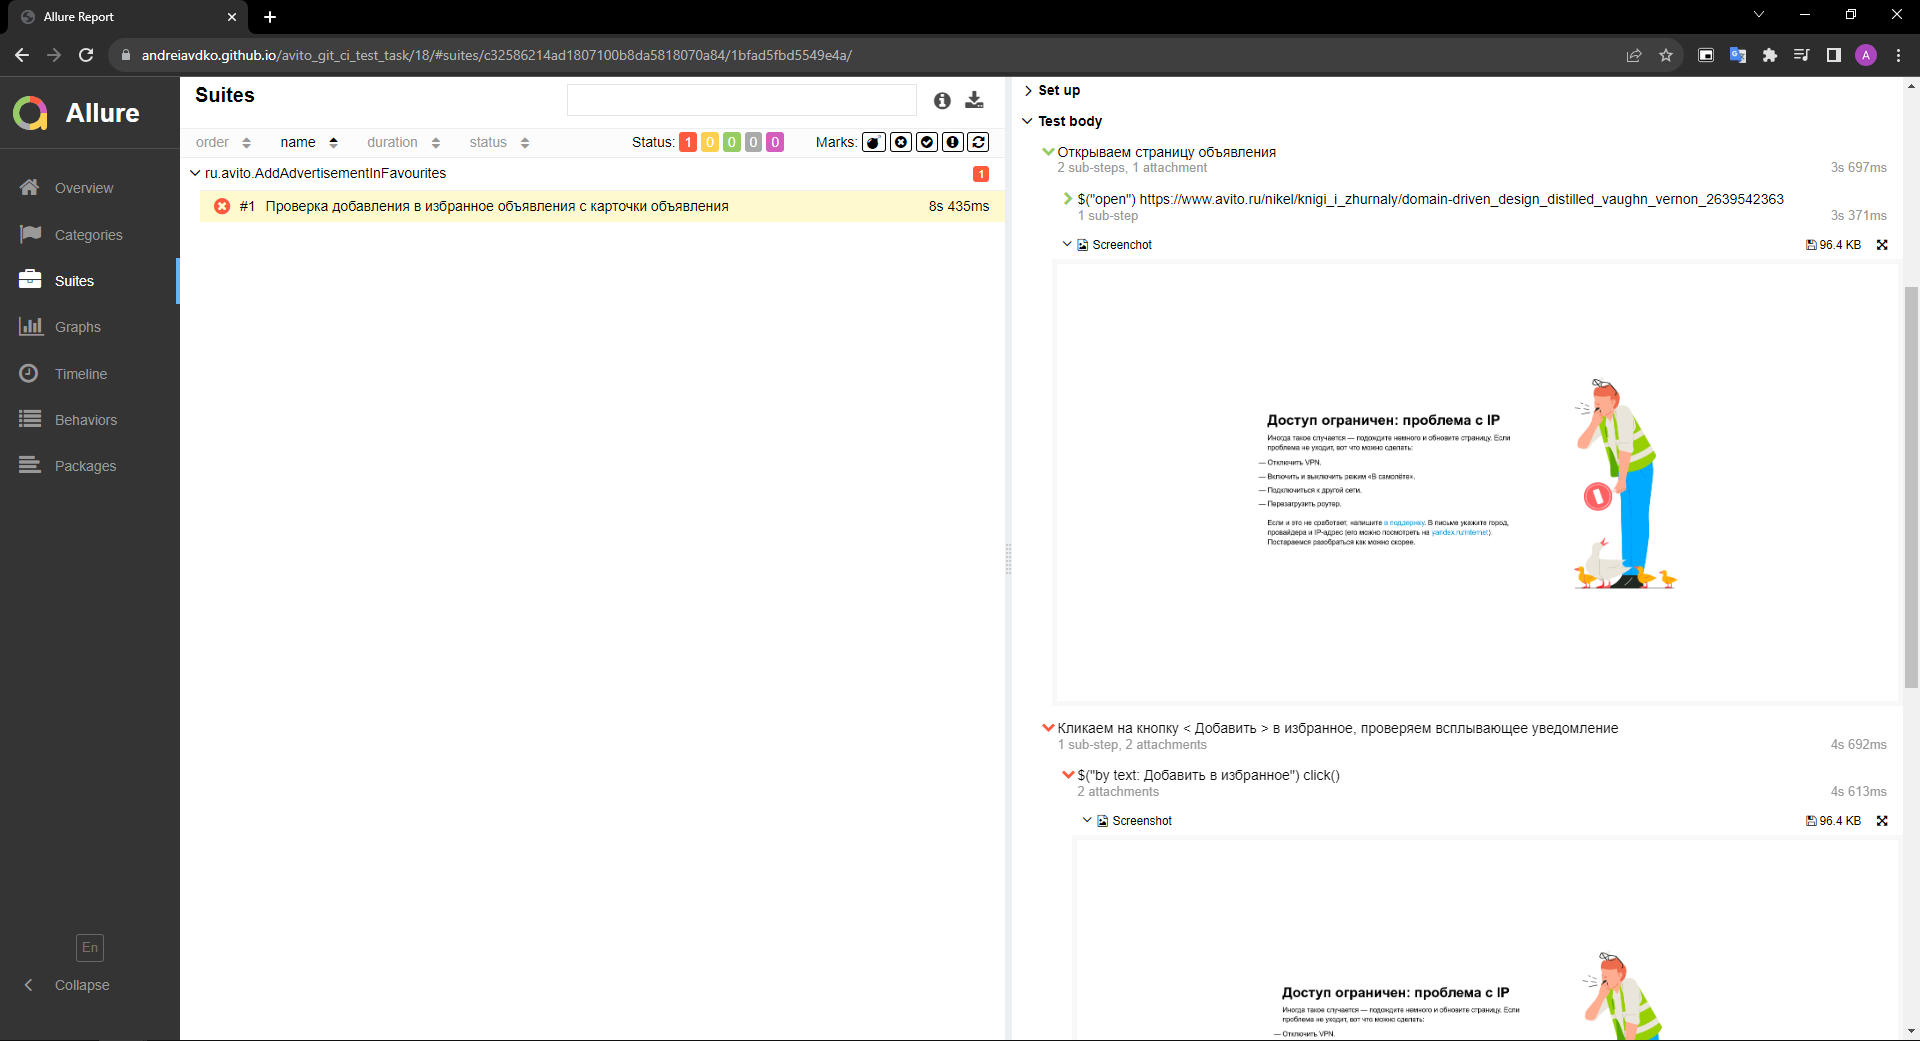 Allure Report
andreiavdko.github.io/avito_git_ci_test_task/18/#suites/c32586214ad1807100b8da5818070a84/1bfad5fbd5549e4a/
A
Allure
Overview
Categories
Suites
Graphs
Timeline
Behaviors
Packages
En
Collapse
Suites
order name duration status Status: 1 0 0 0 0 Marks:
ru.avito.AddAdvertisementInFavourites 1
#1 Проверка добавления в избранное объявления с карточки объявления 8s 435ms
Set up
Test body
Открываем страницу объявления
2 sub-steps, 1 attachment 3s 697ms
$("open") https://www.avito.ru/nikel/knigi_i_zhurnaly/domain-driven_design_distilled_vaughn_vernon_2639542363
1 sub-step 3s 371ms
Screenchot 96.4 KB
Доступ ограничен: проблема с IP
Иногда такое случается — подождите немного и обновите страницу. Если
проблема не уходит, вот что можно сделать:
— Отключить VPN.
— Включить и выключить режим «В самолёте».
— Подключиться к другой сети.
— Перезагрузить роутер.
Если и это не сработает, напишите в поддержку. В письме укажите город,
провайдера и IP-адрес (его можно посмотреть на yandex.ru/internet).
Постараемся разобраться как можно скорее.
Кликаем на кнопку < Добавить > в избранное, проверяем всплывающее уведомление
1 sub-step, 2 attachments 4s 692ms
$("by text: Добавить в избранное") click()
2 attachments 4s 613ms
Screenshot 96.4 KB
Доступ ограничен: проблема с IP
Иногда такое случается — подождите немного и обновите страницу. Если
проблема не уходит, вот что можно сделать:
— Отключить VPN.